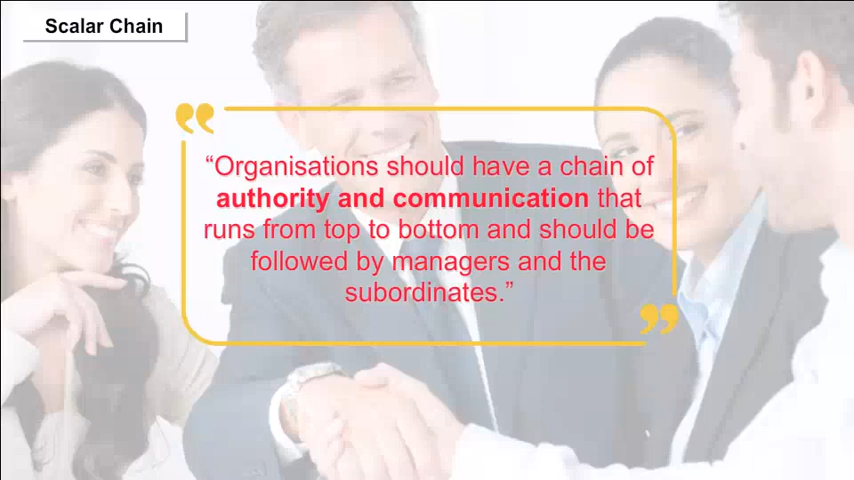 Scalar Chain
“Organisations should have a chain of
authority and communication that
runs from top to bottom and should be
followed by managers and the
subordinates.”